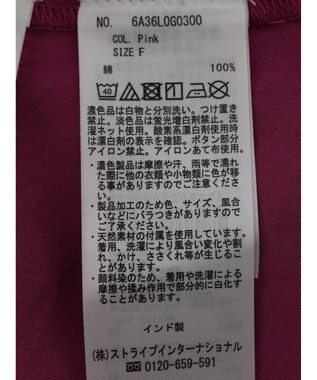 NO. 6A36L0G0300
COL. Pink
SIZE F
綿 100%
40
濃色品は白物と分別洗い。つけ置き
禁止。淡色品は蛍光増白剤禁止。洗
濯ネット使用。酸素系漂白剤使用時
は漂白剤の表示を確認。ボタン部分
アイロン禁止。アイロンあて布使用。
・濃色製品は摩擦や汗、雨等で濡れ
た際に他の衣類や小物類に色が移
る事がありますのでご注意くださ
い。
・製品加工のため色、サイズ、風合
いなどにバラつきがありますので
ご了承ください。
・天然素材の付属を使用しています。
着用、洗濯により風合い変化や割
れ、かけ、ささくれ等が生じるこ
とがあります。
・顔料染のため、着用や洗濯による
摩擦や揉み作用で部分的に白化す
ることがあります。
インド製
(株)ストライプインターナショナル
☎0120-659-591